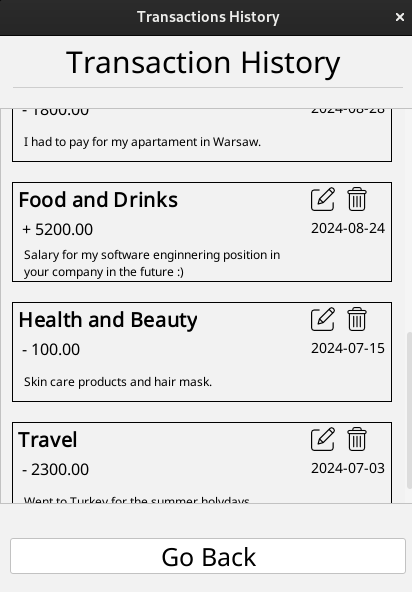 Transactions History
Transaction History
- 1800.00
2024-08-28
I had to pay for my apartament in Warsaw.
Food and Drinks
+ 5200.00
2024-08-24
Salary for my software enginnering position in
your company in the future :)
Health and Beauty
- 100.00
2024-07-15
Skin care products and hair mask.
Travel
- 2300.00
2024-07-03
Went to Turkey for the summer holydays
Go Back